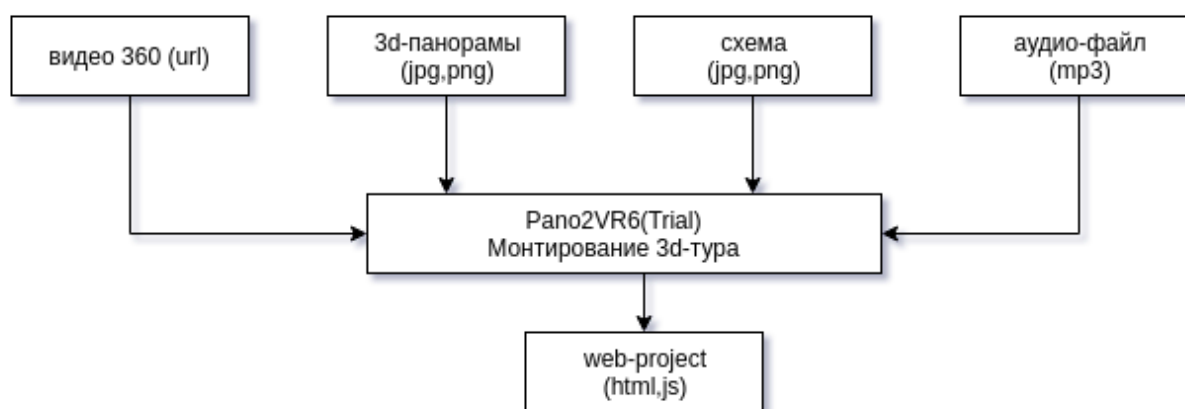 видео 360 (url)
3d-панорамы
(jpg,png)
схема
(jpg,png)
аудио-файл
(mp3)
Pano2VR6(Trial)
Монтирование 3d-тура
web-project
(html,js)